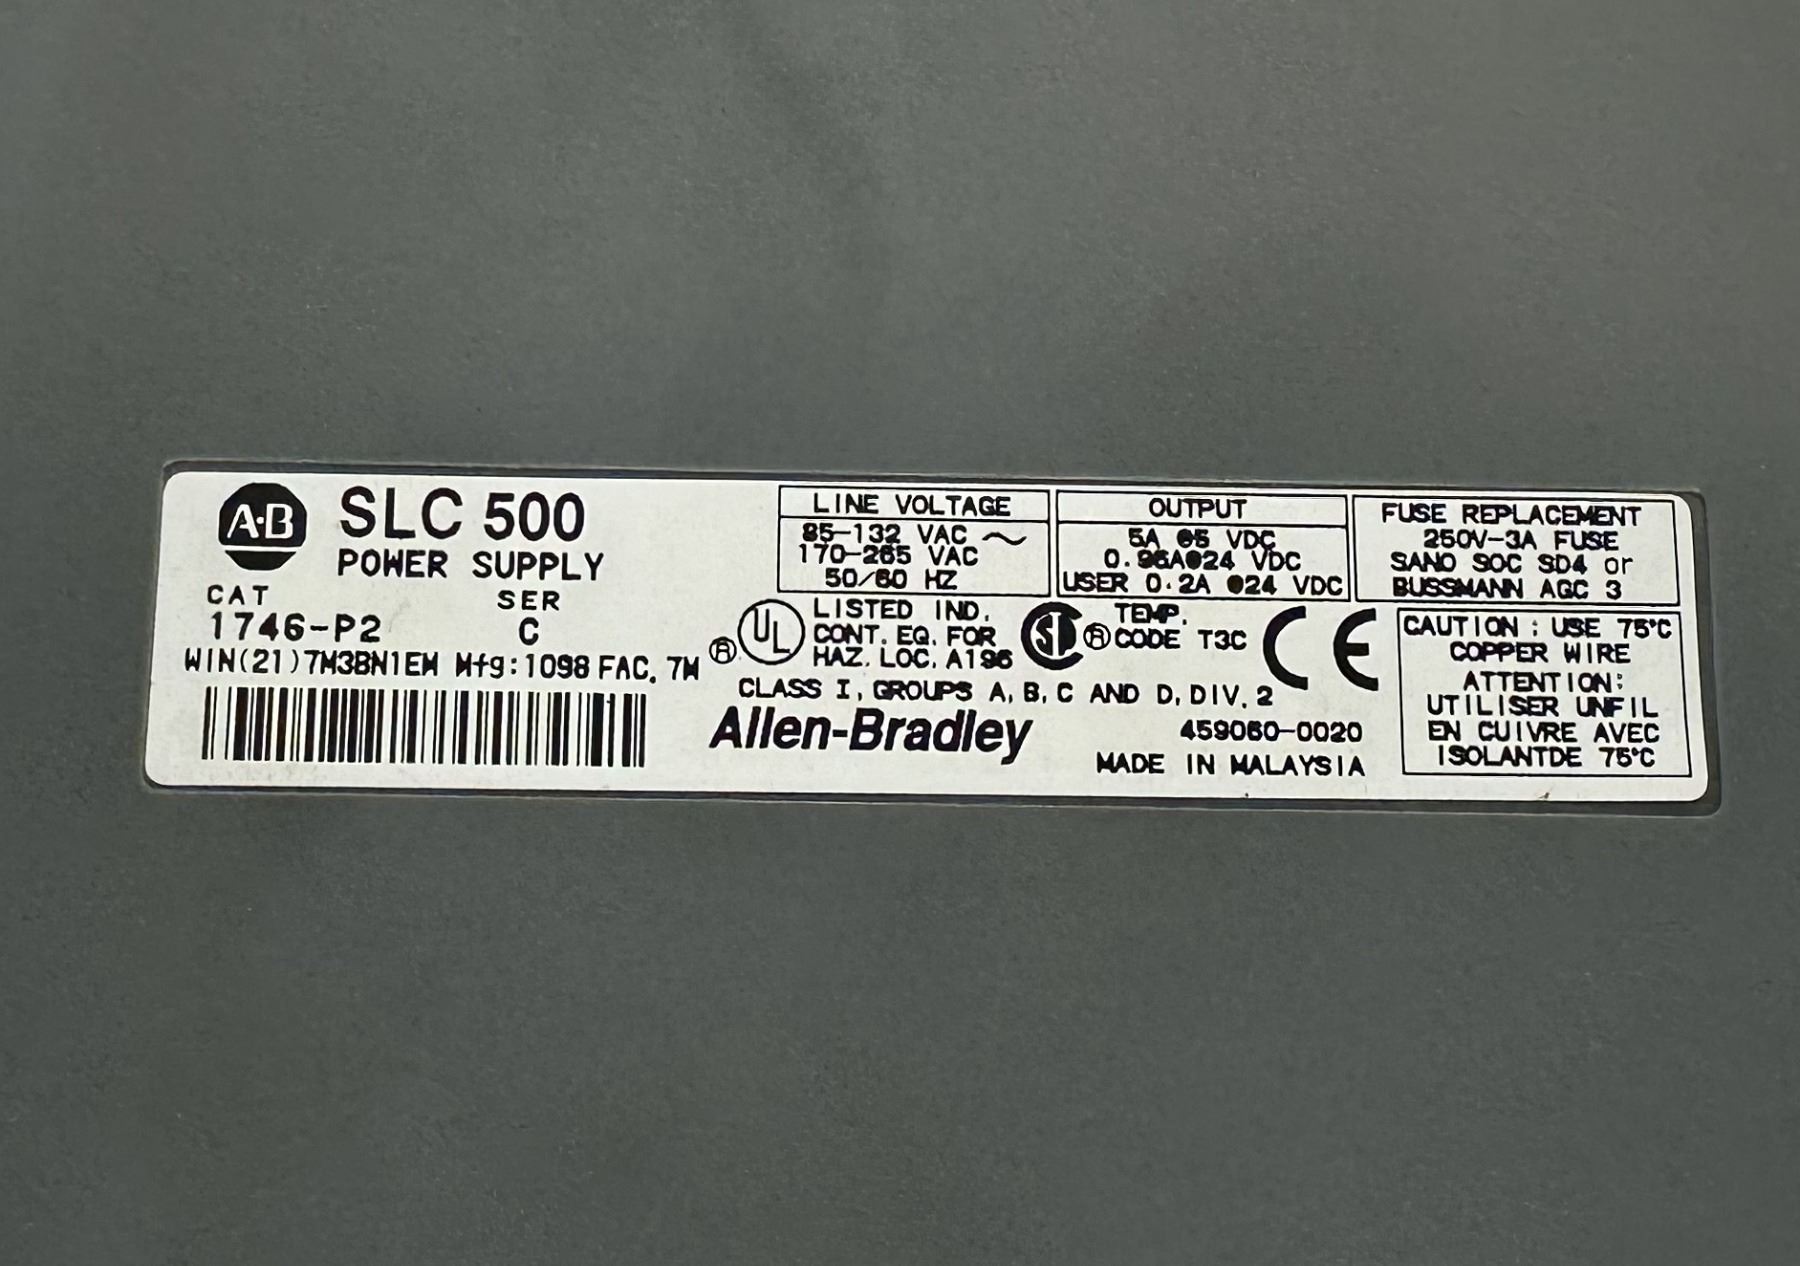 A·B
SLC 500
POWER SUPPLY
CAT SER
1746-P2 C
WIN(21)7M3BN1EM Mfg:1098 FAC. 7M
LINE VOLTAGE
85-132 VAC ~
170-265 VAC
50/60 HZ
OUTPUT
5A @5 VDC
0.96A@24 VDC
USER 0.2A @24 VDC
FUSE REPLACEMENT
250V-3A FUSE
SANO SOC SD4 or
BUSSMANN AGC 3
® UL LISTED IND.
CONT. EQ. FOR
HAZ. LOC. A196
® TEMP.
CODE T3C
CE
CLASS I, GROUPS A, B, C AND D, DIV. 2
Allen-Bradley
459060-0020
MADE IN MALAYSIA
CAUTION : USE 75°C
COPPER WIRE
ATTENTION:
UTILISER UNFIL
EN CUIVRE AVEC
ISOLANTDE 75°C